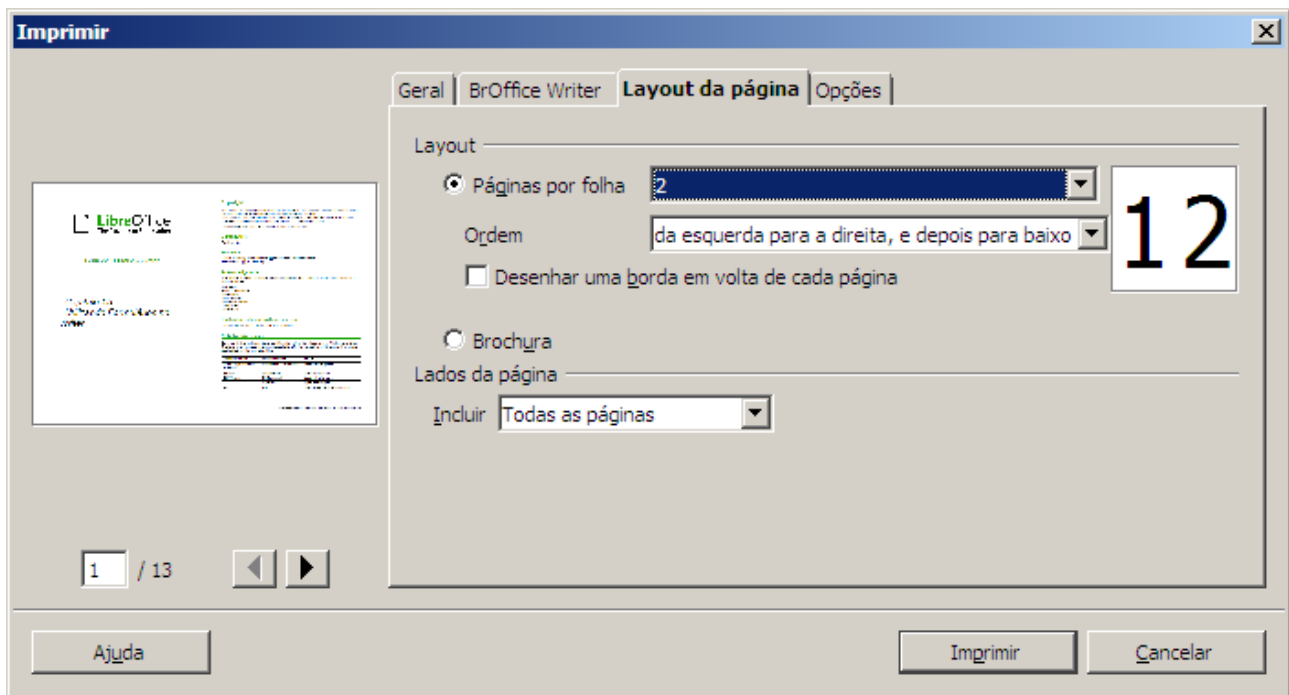 Imprimir
Geral BrOffice Writer Layout da página Opções
Layout
Páginas por folha 2
Ordem da esquerda para a direita, e depois para baixo
1 2
Desenhar uma borda em volta de cada página
Brochura
Lados da página
Incluir Todas as páginas
LibreOffice
1 / 13
Ajuda Imprimir Cancelar